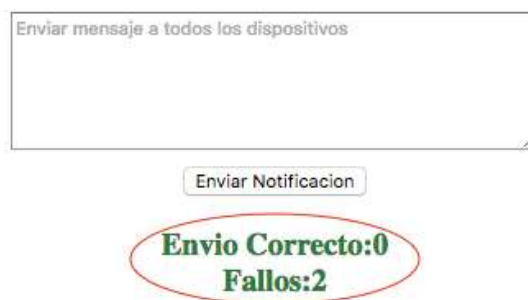 Enviar mensaje a todos los dispositivos
Enviar Notificacion
Envio Correcto:0
Fallos:2